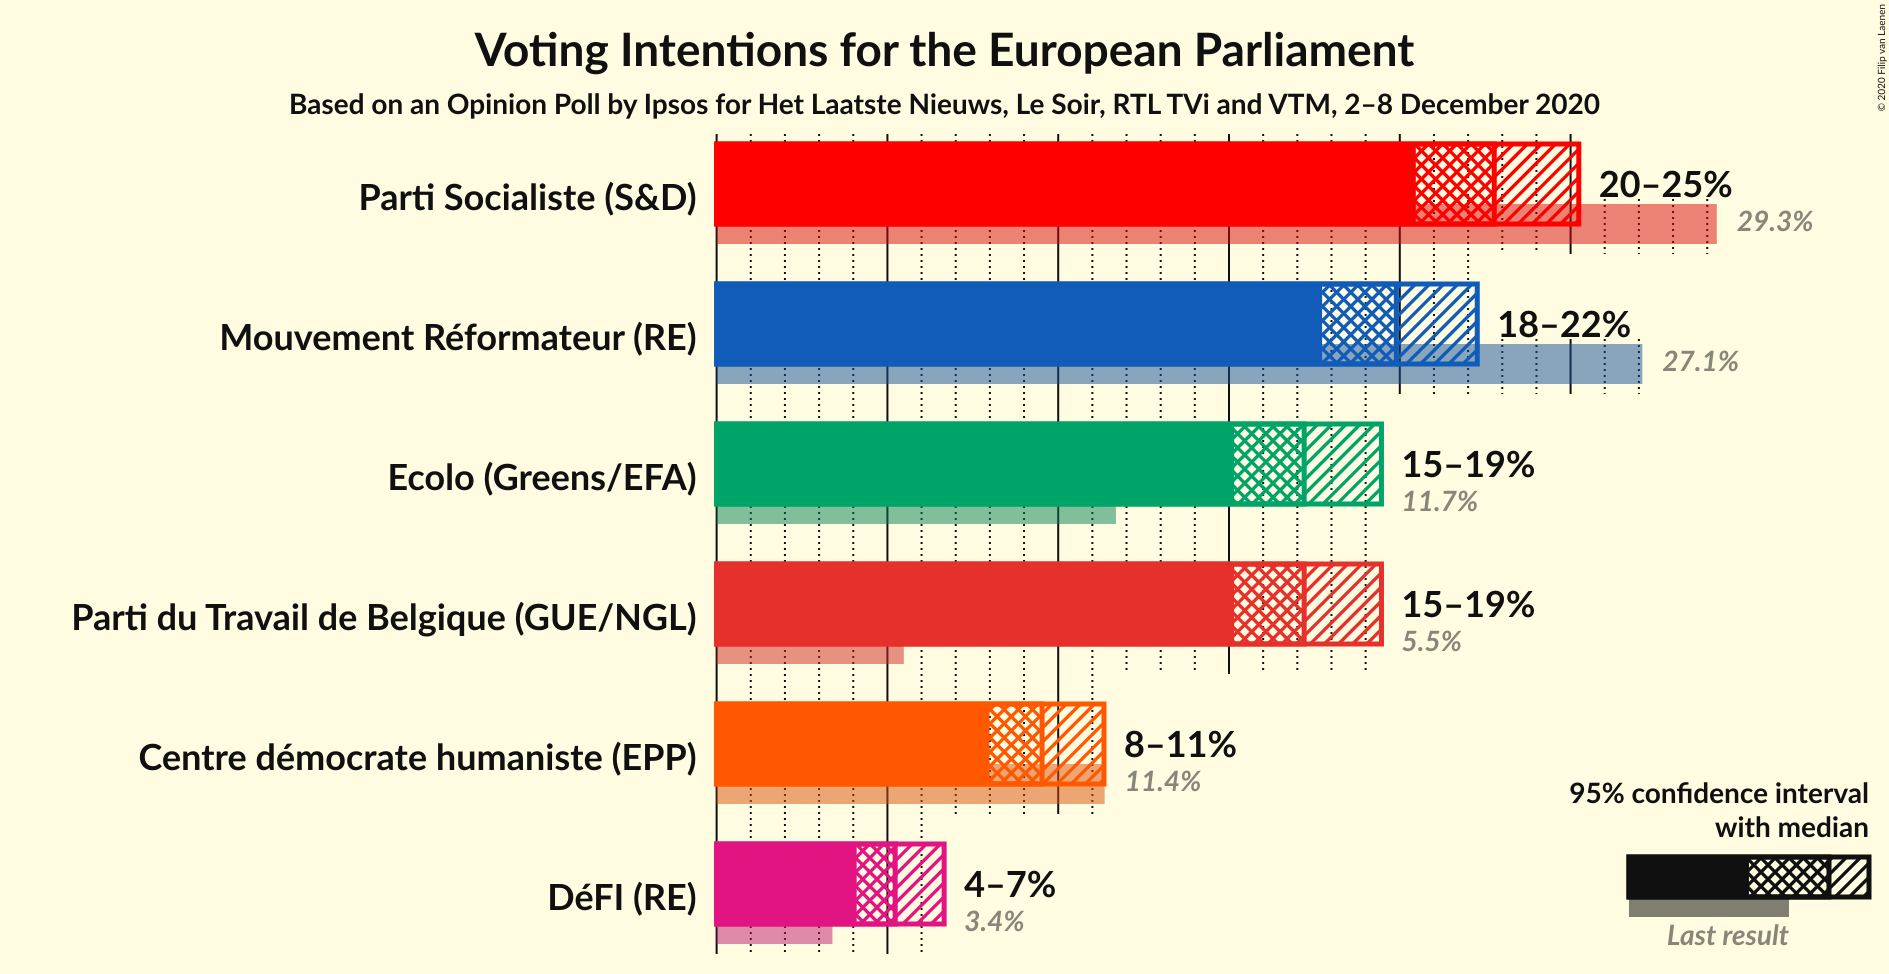 Voting Intentions for the European Parliament
Based on an Opinion Poll by Ipsos for Het Laatste Nieuws, Le Soir, RTL TVi and VTM, 2–8 December 2020
© 2020 Filip van Laenen
Parti Socialiste (S&D)
20–25%
29.3%
Mouvement Réformateur (RE)
18–22%
27.1%
Ecolo (Greens/EFA)
15–19%
11.7%
Parti du Travail de Belgique (GUE/NGL)
15–19%
5.5%
Centre démocrate humaniste (EPP)
8–11%
11.4%
DéFI (RE)
4–7%
3.4%
95% confidence interval
with median
Last result